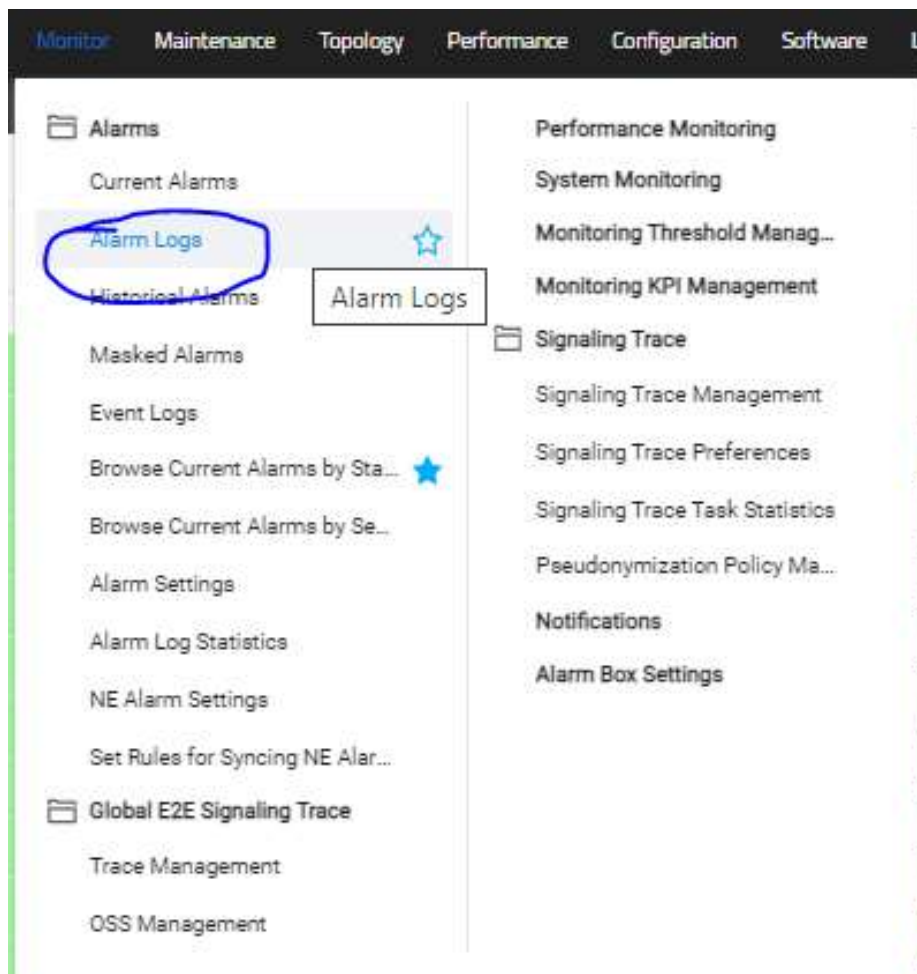 Monitor Maintenance Topology Performance Configuration Software
Alarms
Current Alarms
Alarm Logs
Alarm Logs
Historical Alarms
Masked Alarms
Event Logs
Browse Current Alarms by Sta...
Browse Current Alarms by Se...
Alarm Settings
Alarm Log Statistics
NE Alarm Settings
Set Rules for Syncing NE Alar...
Global E2E Signaling Trace
Trace Management
OSS Management
Performance Monitoring
System Monitoring
Monitoring Threshold Manag...
Monitoring KPI Management
Signaling Trace
Signaling Trace Management
Signaling Trace Preferences
Signaling Trace Task Statistics
Pseudonymization Policy Ma...
Notifications
Alarm Box Settings